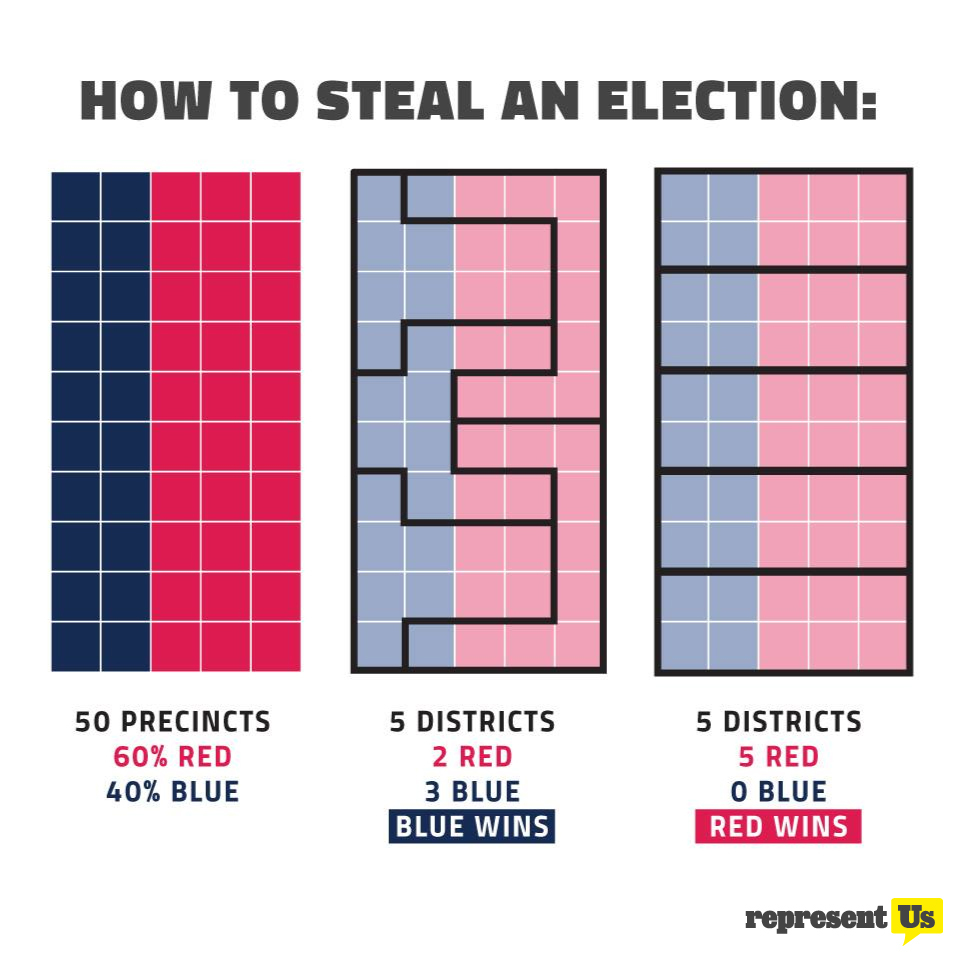 HOW TO STEAL AN ELECTION:
50 PRECINCTS
60% RED
40% BLUE
5 DISTRICTS
2 RED
3 BLUE
BLUE WINS
5 DISTRICTS
5 RED
0 BLUE
RED WINS
represent Us